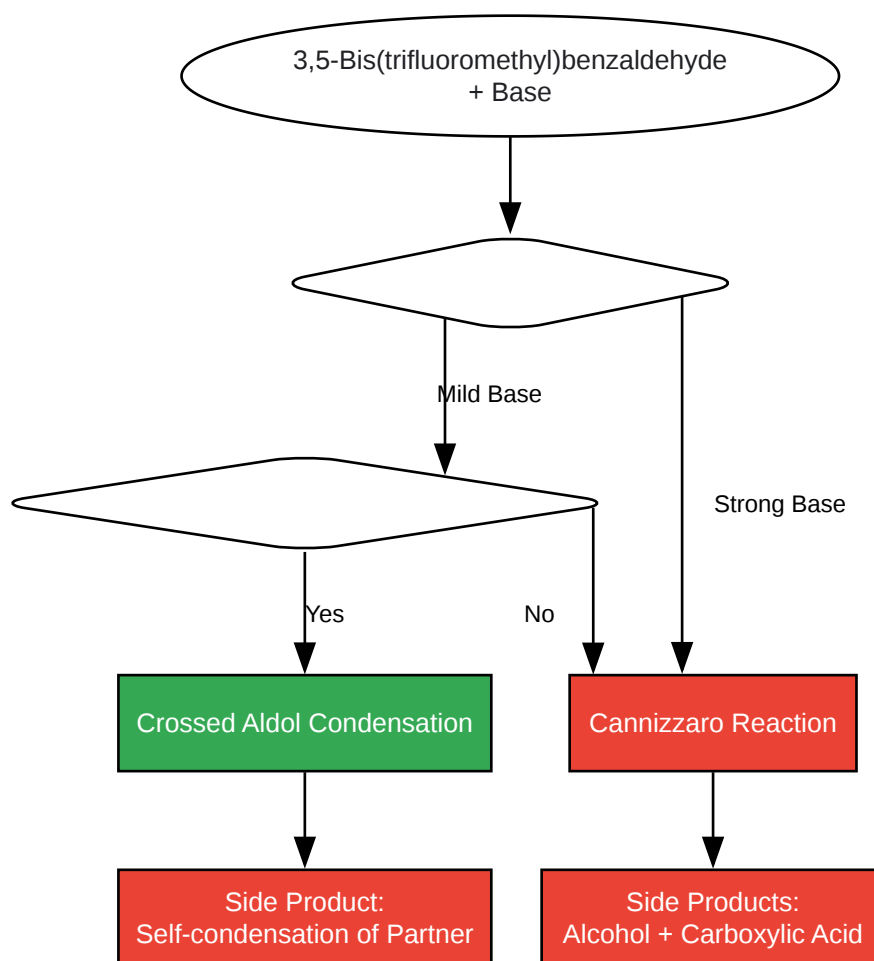 3,5-Bis(trifluoromethyl)benzaldehyde
+ Base
Mild Base
Strong Base
Yes
No
Crossed Aldol Condensation
Cannizzaro Reaction
Side Product:
Self-condensation of Partner
Side Products:
Alcohol + Carboxylic Acid